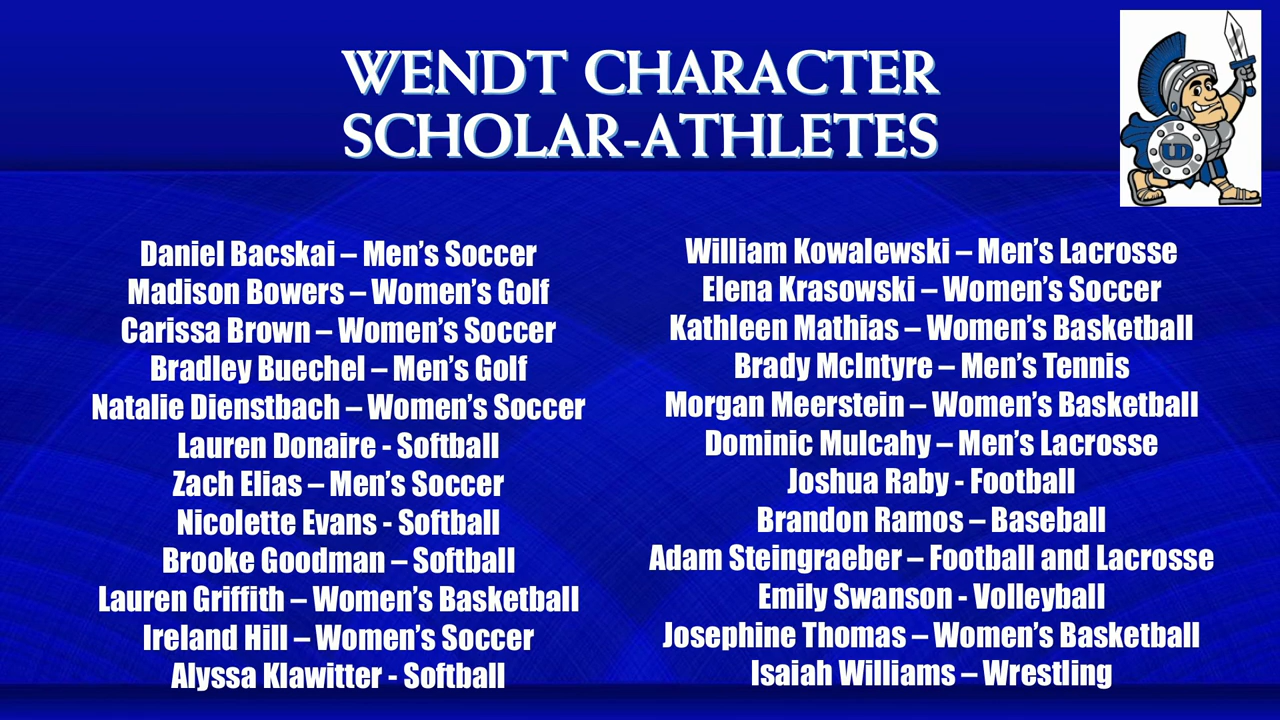 WENDT CHARACTER
SCHOLAR-ATHLETES
UD
Daniel Bacskai – Men’s Soccer
Madison Bowers – Women’s Golf
Carissa Brown – Women’s Soccer
Bradley Buechel – Men’s Golf
Natalie Dienstbach – Women’s Soccer
Lauren Donaire - Softball
Zach Elias – Men’s Soccer
Nicolette Evans - Softball
Brooke Goodman – Softball
Lauren Griffith – Women’s Basketball
Ireland Hill – Women’s Soccer
Alyssa Klawitter - Softball
William Kowalewski – Men’s Lacrosse
Elena Krasowski – Women’s Soccer
Kathleen Mathias – Women’s Basketball
Brady McIntyre – Men’s Tennis
Morgan Meerstein – Women’s Basketball
Dominic Mulcahy – Men’s Lacrosse
Joshua Raby - Football
Brandon Ramos – Baseball
Adam Steingraeber – Football and Lacrosse
Emily Swanson - Volleyball
Josephine Thomas – Women’s Basketball
Isaiah Williams – Wrestling